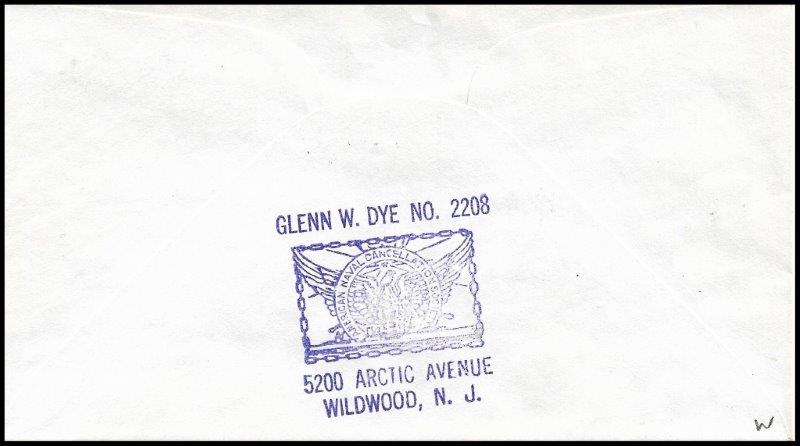 GLENN W. DYE NO. 2208
AMERICAN NAVAL CANCELLATION SOCIETY
5200 ARCTIC AVENUE
WILDWOOD, N. J.
W